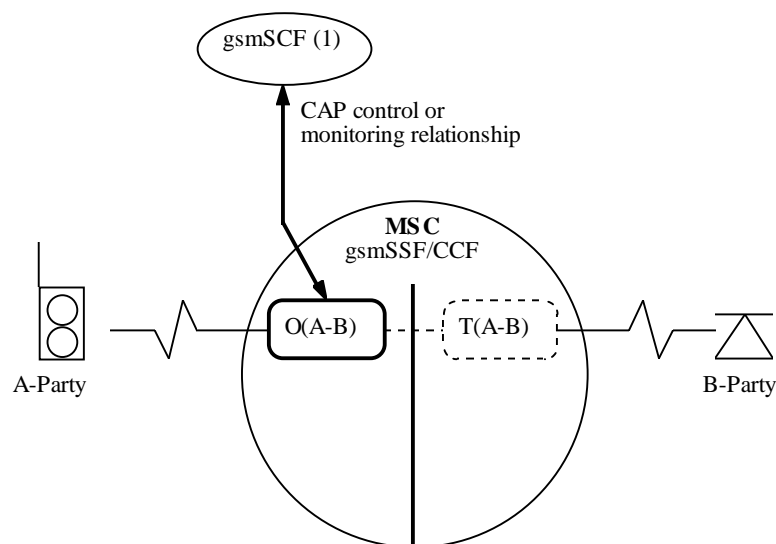 gsmSCF (1)
CAP control or
monitoring relationship
MSC
gsmSSF/CCF
O(A-B)
T(A-B)
A-Party
B-Party